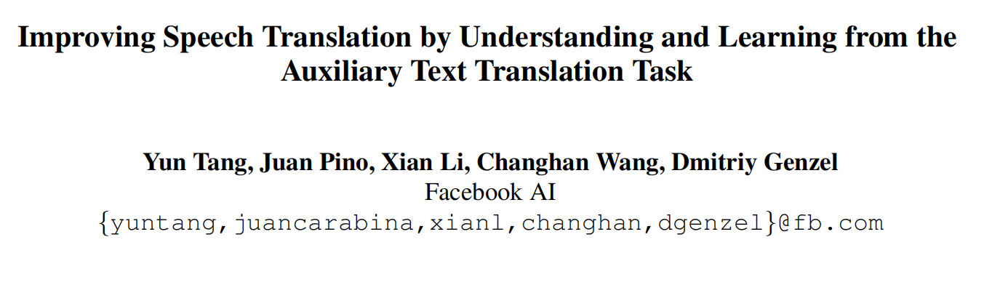 Improving Speech Translation by Understanding and Learning from the
Auxiliary Text Translation Task
Yun Tang, Juan Pino, Xian Li, Changhan Wang, Dmitriy Genzel
Facebook AI
{yuntang,juancarabina,xianl,changhan,dgenzel}@fb.com